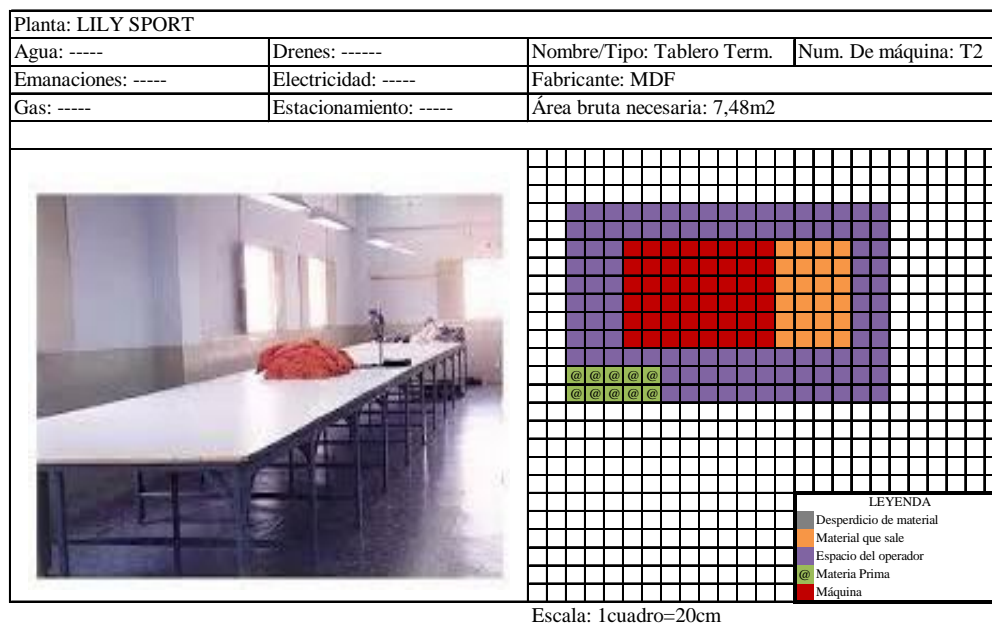 Planta: LILY SPORT
Agua: ----- Drenes: ------ Nombre/Tipo: Tablero Term. Num. De máquina: T2
Emanaciones: ----- Electricidad: ----- Fabricante: MDF
Gas: ----- Estacionamiento: ----- Área bruta necesaria: 7,48m2
@ @ @ @ @
@ @ @ @ @
LEYENDA
Desperdicio de material
Material que sale
Espacio del operador
@ Materia Prima
Máquina
Escala: 1cuadro=20cm